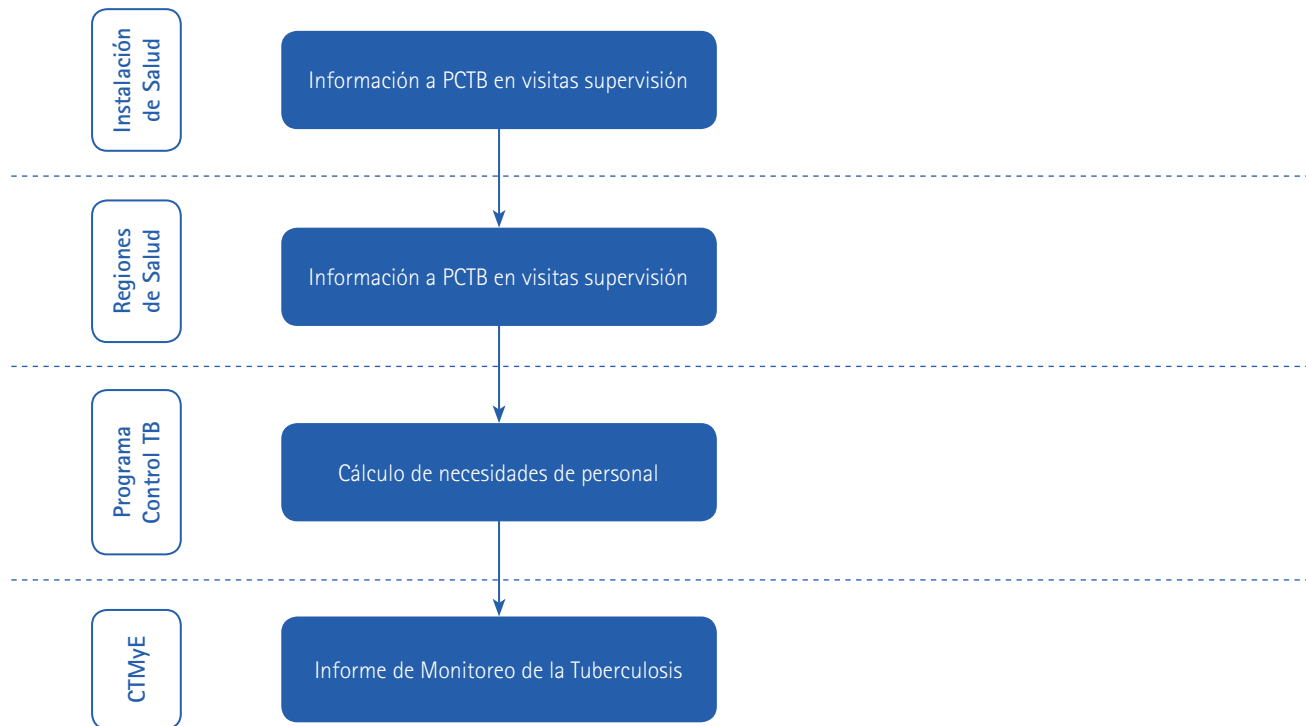 Instalación
de Salud
Información a PCTB en visitas supervisión
Regiones
de Salud
Información a PCTB en visitas supervisión
Programa
Control TB
Cálculo de necesidades de personal
CTMyE
Informe de Monitoreo de la Tuberculosis